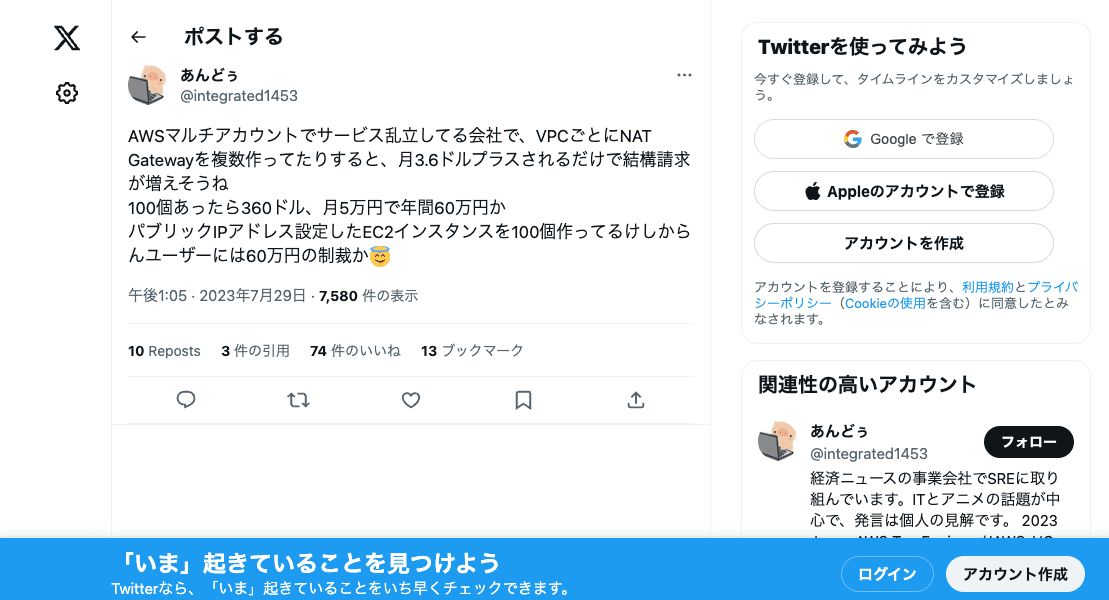 ポストする
あんどぅ
@integrated1453
AWSマルチアカウントでサービス乱立してる会社で、VPCごとにNAT
Gatewayを複数作ってたりすると、月3.6ドルプラスされるだけで結構請求
が増えそうね
100個あったら360ドル、月5万円で年間60万円か
パブリックIPアドレス設定したEC2インスタンスを100個作ってるけしから
んユーザーには60万円の制裁か😇
午後1:05 · 2023年7月29日 · 7,580 件の表示
10 Reposts 3 件の引用 74 件のいいね 13 ブックマーク
Twitterを使ってみよう
今すぐ登録して、タイムラインをカスタマイズしましょ
う。
Google で登録
Appleのアカウントで登録
アカウントを作成
アカウントを登録することにより、利用規約とプライバ
シーポリシー（Cookieの使用を含む）に同意したとみ
なされます。
関連性の高いアカウント
あんどぅ
@integrated1453
フォロー
経済ニュースの事業会社でSREに取り
組んでいます。ITとアニメの話題が中
心で、発言は個人の見解です。 2023
「いま」起きていることを見つけよう
Twitterなら、「いま」起きていることをいち早くチェックできます。
ログイン
アカウント作成